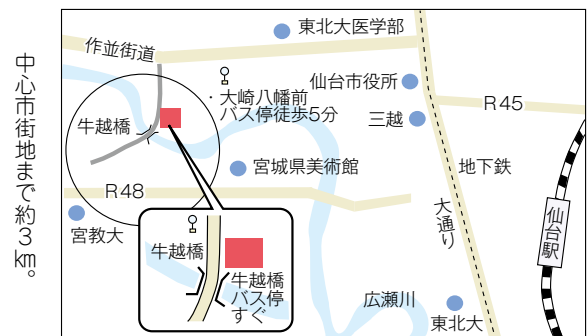 中心市街地まで約3km。
作並街道
東北大医学部
仙台市役所
・大崎八幡前
バス停徒歩5分
R45
三越
牛越橋
宮城県美術館
地下鉄
R48
大通り
宮教大
仙台駅
牛越橋
牛越橋
バス停
すぐ
広瀬川
東北大